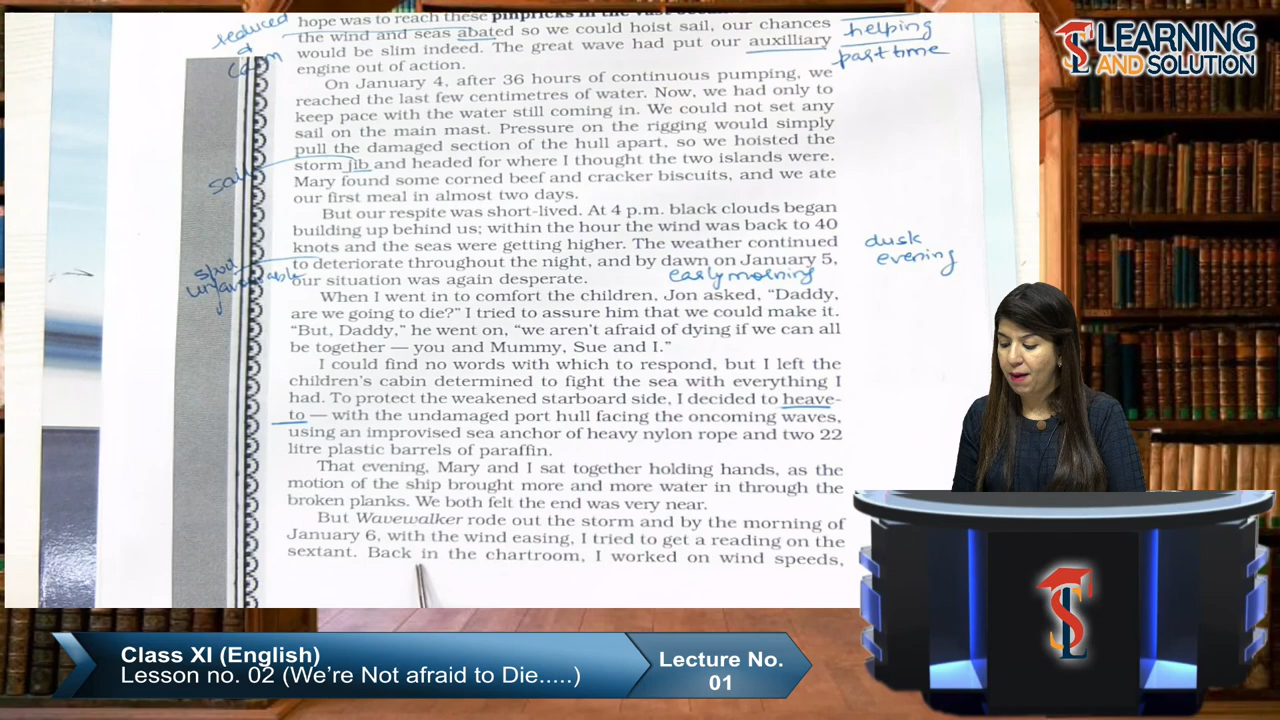 hope was to reach these pinpricks in the
the wind and seas abated so we could hoist sail, our chances
would be slim indeed. The great wave had put our auxilliary
engine out of action.
On January 4, after 36 hours of continuous pumping, we
reached the last few centimetres of water. Now, we had only to
keep pace with the water still coming in. We could not set any
sail on the main mast. Pressure on the rigging would simply
pull the damaged section of the hull apart, so we hoisted the
storm jib and headed for where I thought the two islands were.
Mary found some corned beef and cracker biscuits, and we ate
our first meal in almost two days.
But our respite was short-lived. At 4 p.m. black clouds began
building up behind us; within the hour the wind was back to 40
knots and the seas were getting higher. The weather continued
to deteriorate throughout the night, and by dawn on January 5,
our situation was again desperate.
When I went in to comfort the children, Jon asked, “Daddy,
are we going to die?” I tried to assure him that we could make it.
“But, Daddy,” he went on, “we aren’t afraid of dying if we can all
be together — you and Mummy, Sue and I.”
I could find no words with which to respond, but I left the
children’s cabin determined to fight the sea with everything I
had. To protect the weakened starboard side, I decided to heave-
to — with the undamaged port hull facing the oncoming waves,
using an improvised sea anchor of heavy nylon rope and two 22
litre plastic barrels of paraffin.
That evening, Mary and I sat together holding hands, as the
motion of the ship brought more and more water in through the
broken planks. We both felt the end was very near.
But Wavewalker rode out the storm and by the morning of
January 6, with the wind easing, I tried to get a reading on the
sextant. Back in the chartroom, I worked on wind speeds,
reduced
calm
sail
spoil
helping
part time
dusk
evening
early morning
LEARNING
AND SOLUTION
Class XI (English)
Lesson no. 02 (We’re Not afraid to Die.....)
Lecture No.
01